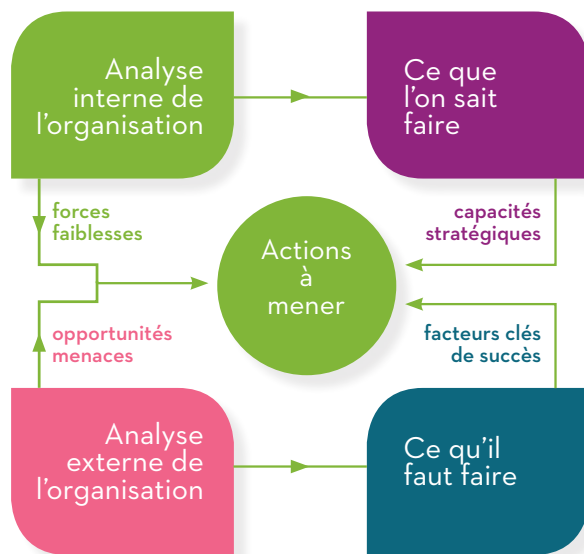 Analyse
interne de
l'organisation
Ce que
l'on sait
faire
forces
faiblesses
capacités
stratégiques
Actions
à
mener
opportunités
menaces
facteurs clés
de succès
Analyse
externe de
l'organisation
Ce qu'il
faut faire